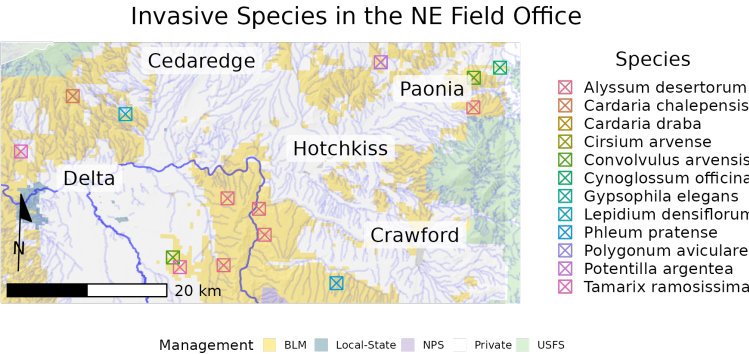 Invasive Species in the NE Field Office
Cedaredge
Paonia
Hotchkiss
Delta
Crawford
N
20 km
Species
Alyssum desertorum
Cardaria chalepensis
Cardaria draba
Cirsium arvense
Convolvulus arvensis
Cynoglossum officina
Gypsophila elegans
Lepidium densiflorum
Phleum pratense
Polygonum aviculare
Potentilla argentea
Tamarix ramosissima
Management BLM Local-State NPS Private USFS